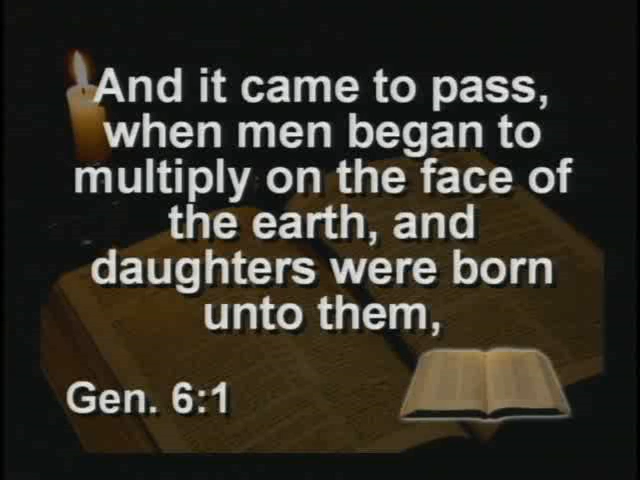 And it came to pass,
when men began to
multiply on the face of
the earth, and
daughters were born
unto them,
Gen. 6:1